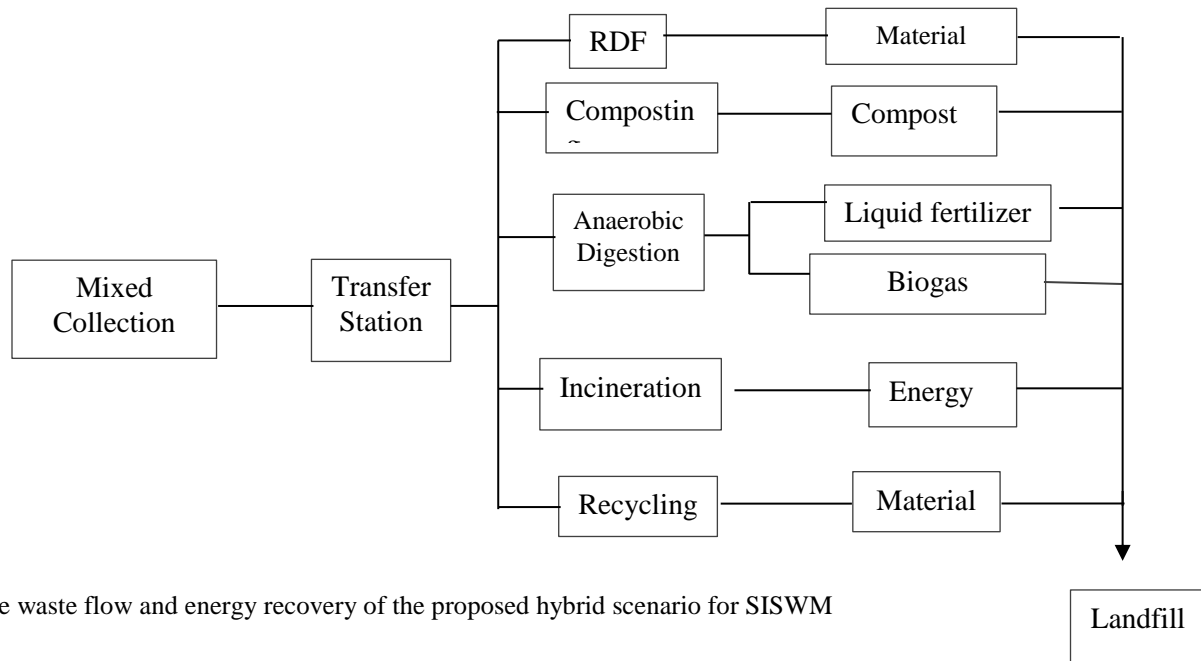 RDF
Material
Compostin
Compost
Anaerobic
Digestion
Liquid fertilizer
Biogas
Mixed
Collection
Transfer
Station
Incineration
Energy
Recycling
Material
e waste flow and energy recovery of the proposed hybrid scenario for SISWM
Landfill